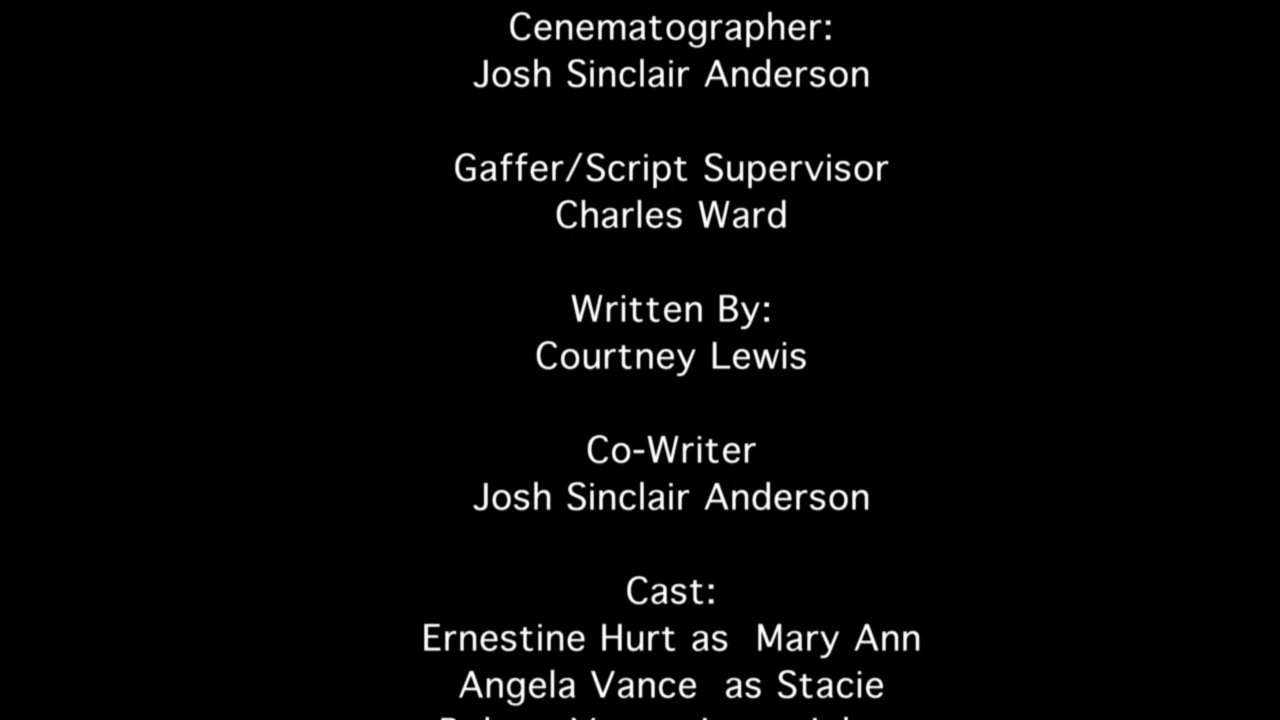 Cenematographer:
Josh Sinclair Anderson
Gaffer/Script Supervisor
Charles Ward
Written By:
Courtney Lewis
Co-Writer
Josh Sinclair Anderson
Cast:
Ernestine Hurt as  Mary Ann
Angela Vance  as Stacie